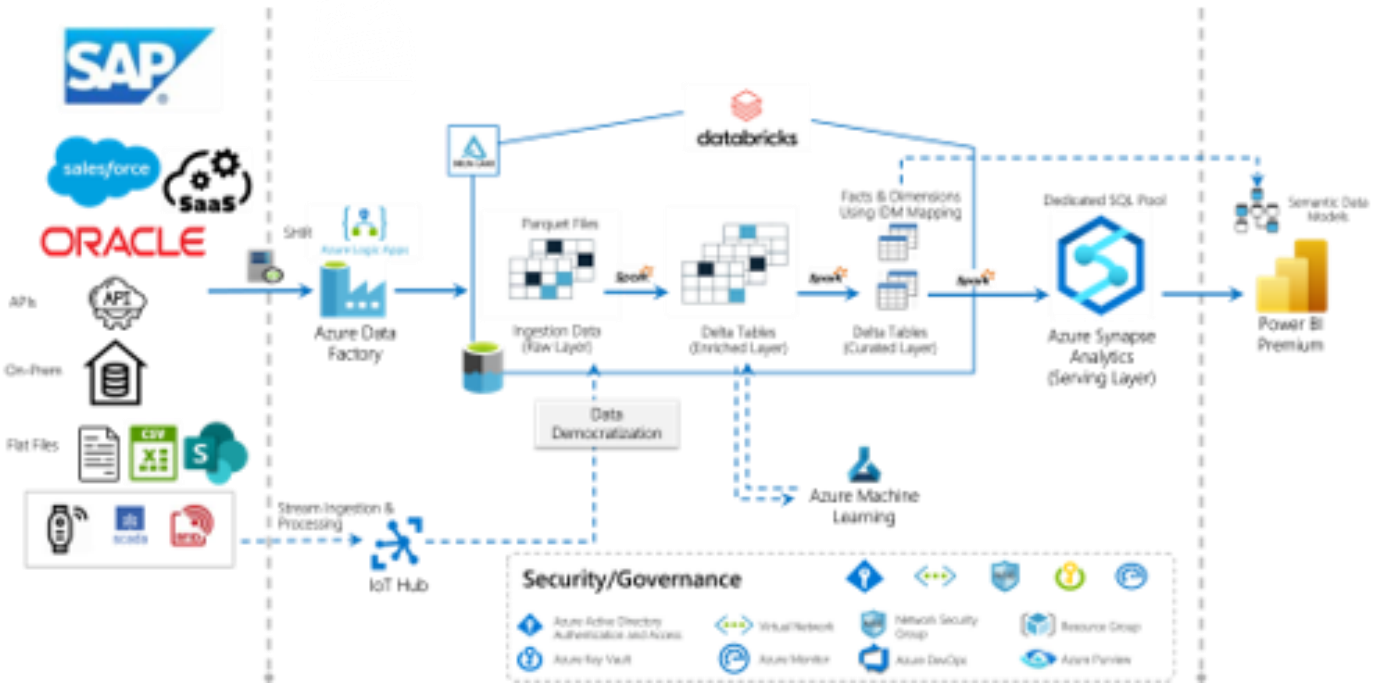 SAP
salesforce
SaaS
ORACLE
APIs
API
On-Prem
Flat Files
CSV
S
scada
RFID
SHIR
Azure Logic Apps
Azure Data
Factory
Stream Ingestion &
Processing
IoT Hub
databricks
DELTA LAKE
Parquet Files
Spark
Ingestion Data
(Raw Layer)
Delta Tables
(Enriched Layer)
Spark
Facts & Dimensions
Using IDM Mapping
Delta Tables
(Curated Layer)
Spark
Data
Democratization
Azure Machine
Learning
Dedicated SQL Pool
Azure Synapse
Analytics
(Serving Layer)
Semantic Data
Models
Power BI
Premium
Security/Governance
Azure Active Directory
Authentication and Access
Virtual Network
Network Security
Group
Resource Group
Azure Key Vault
Azure Monitor
Azure DevOps
Azure Purview